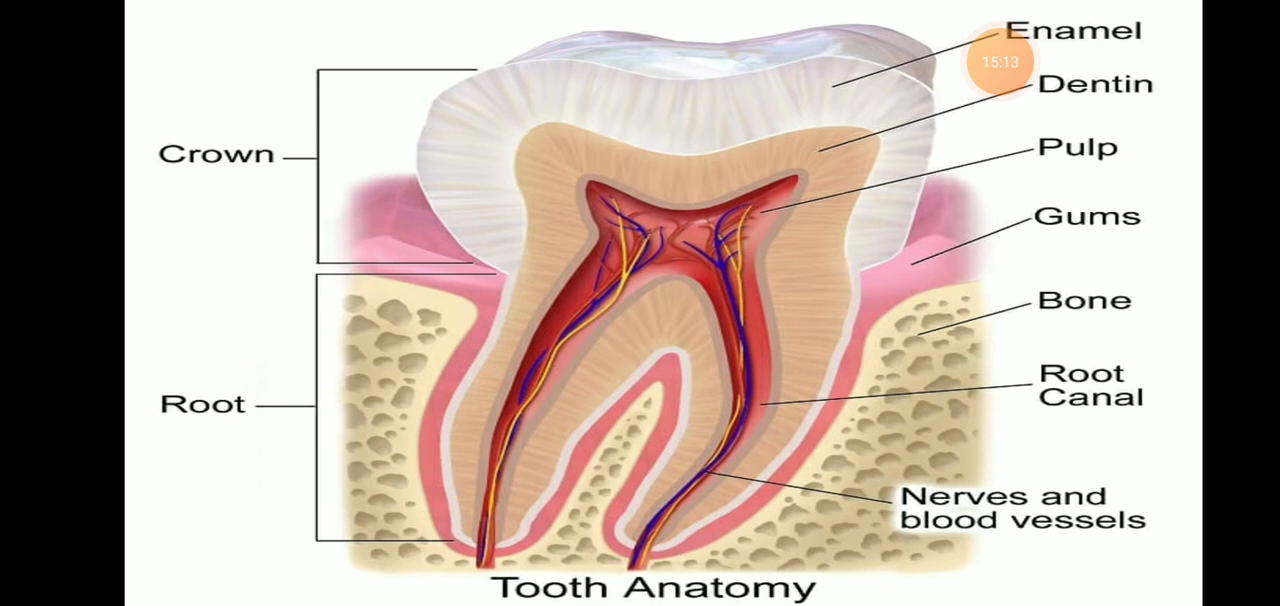 Enamel
15:13
Dentin
Crown
Pulp
Gums
Bone
Root
Canal
Root
Nerves and
blood vessels
Tooth Anatomy